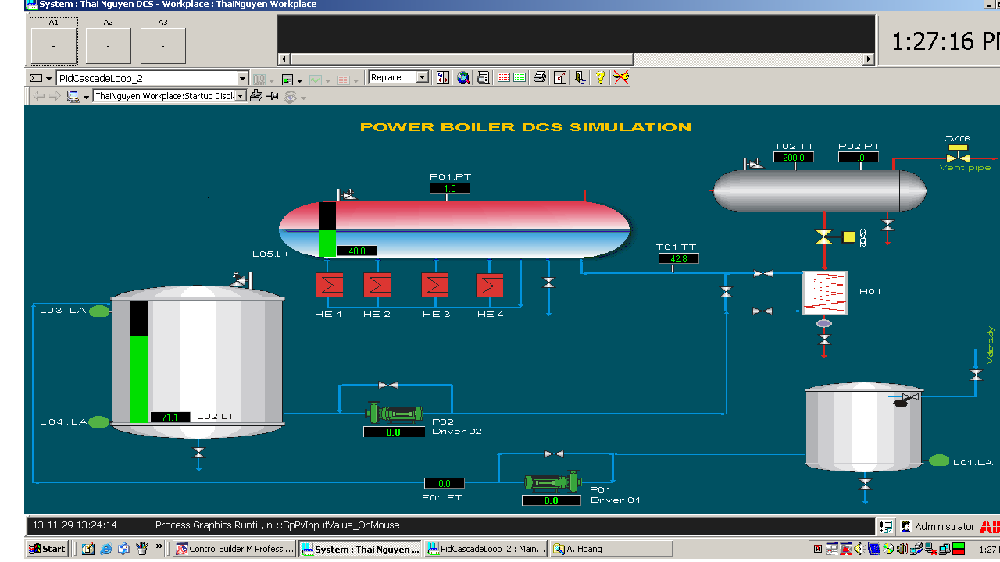 System : Thai Nguyen DCS - Workplace : ThaiNguyen Workplace
A1 A2 A3
- - -
1:27:16 PM
PidCascadeLoop_2
Replace
ThaiNguyen Workplace:Startup Displ
POWER BOILER DCS SIMULATION
CV03
Vent pipe
T02.TT P02.PT
200.0 1.0
P01.PT
1.0
L05.L
48.0
T01.TT
42.8
H01
HE 1 HE 2 HE 3 HE 4
L03.LA
L04.LA
71.1 L02.LT
P02
0.0 Driver 02
L01.LA
0.0
F01.FT
P01
0.0 Driver 01
13-11-29 13:24:14 Process Graphics Runti ,in ::SpPvInputValue_OnMouse
Administrator ABB
Start Control Builder M Profess... System : Thai Nguyen ... PidCascadeLoop_2 : Main... A. Hoang 1:27